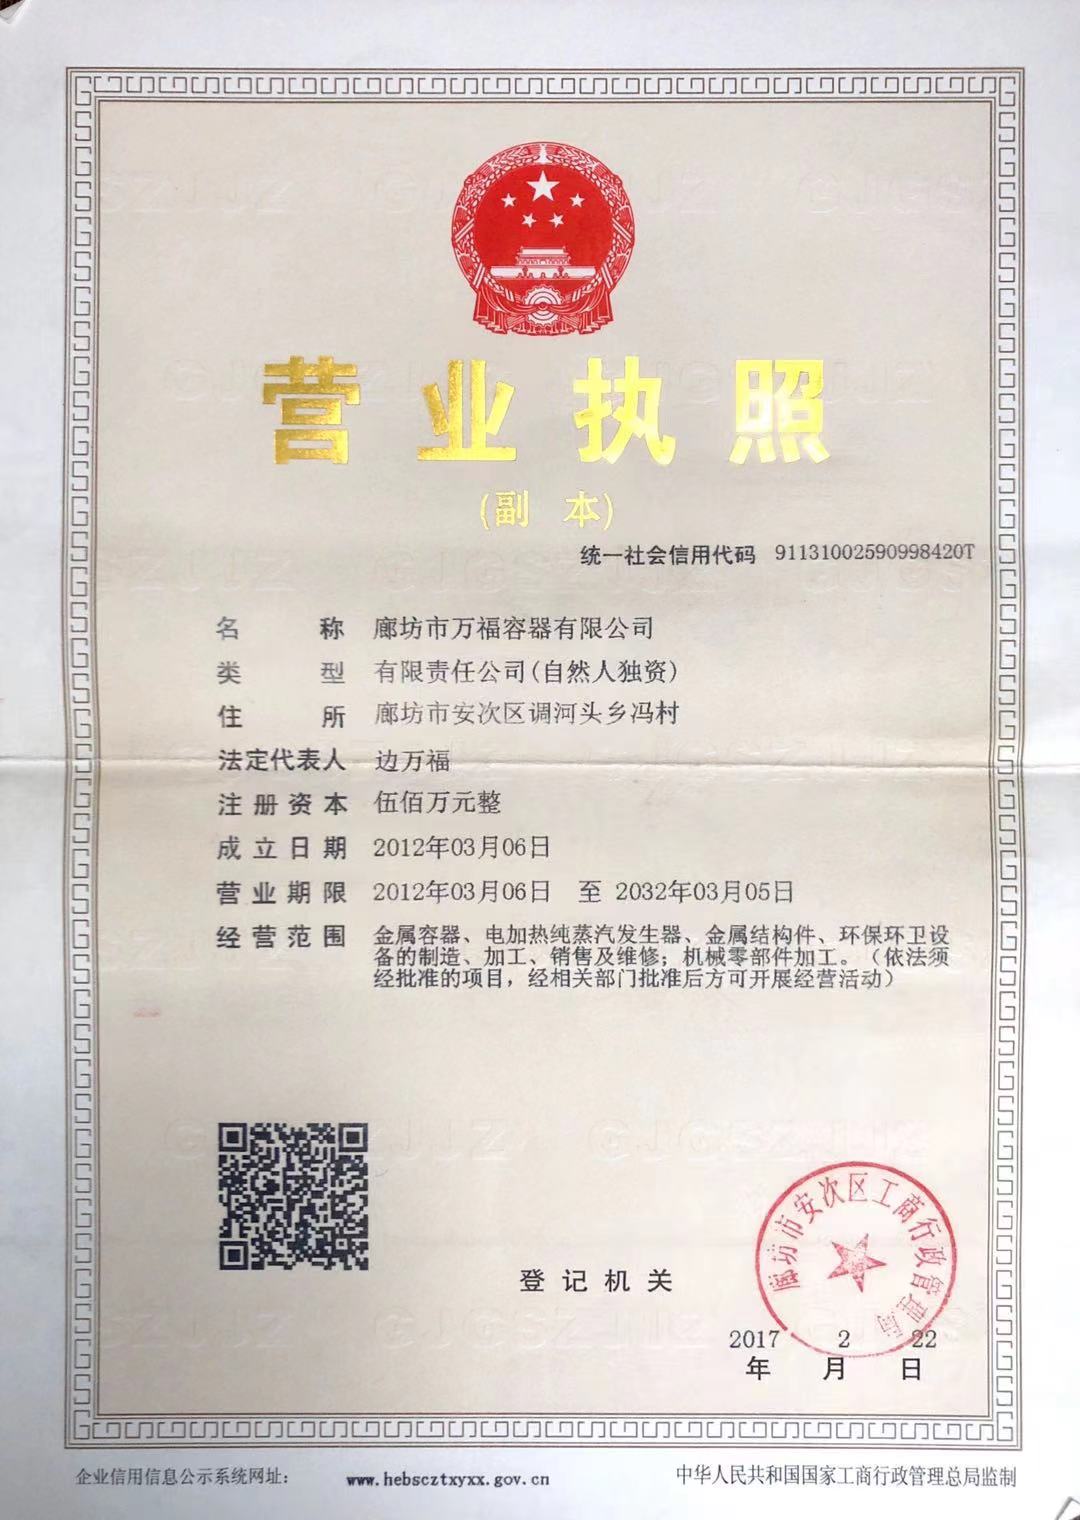 营业执照
(副 本)
统一社会信用代码 91131002590998420T
名 称 廊坊市万福容器有限公司
类 型 有限责任公司(自然人独资)
住 所 廊坊市安次区调河头乡冯村
法定代表人 边万福
注册资本 伍佰万元整
成立日期 2012年03月06日
营业期限 2012年03月06日 至 2032年03月05日
经营范围 金属容器、电加热纯蒸汽发生器、金属结构件、环保环卫设
备的制造、加工、销售及维修；机械零部件加工。（依法须
经批准的项目，经相关部门批准后方可开展经营活动）
廊坊市安次区工商行政管理局
登记机关
2017 2 22
年 月 日
企业信用信息公示系统网址： www.hebscztxyxx.gov.cn 中华人民共和国国家工商行政管理总局监制